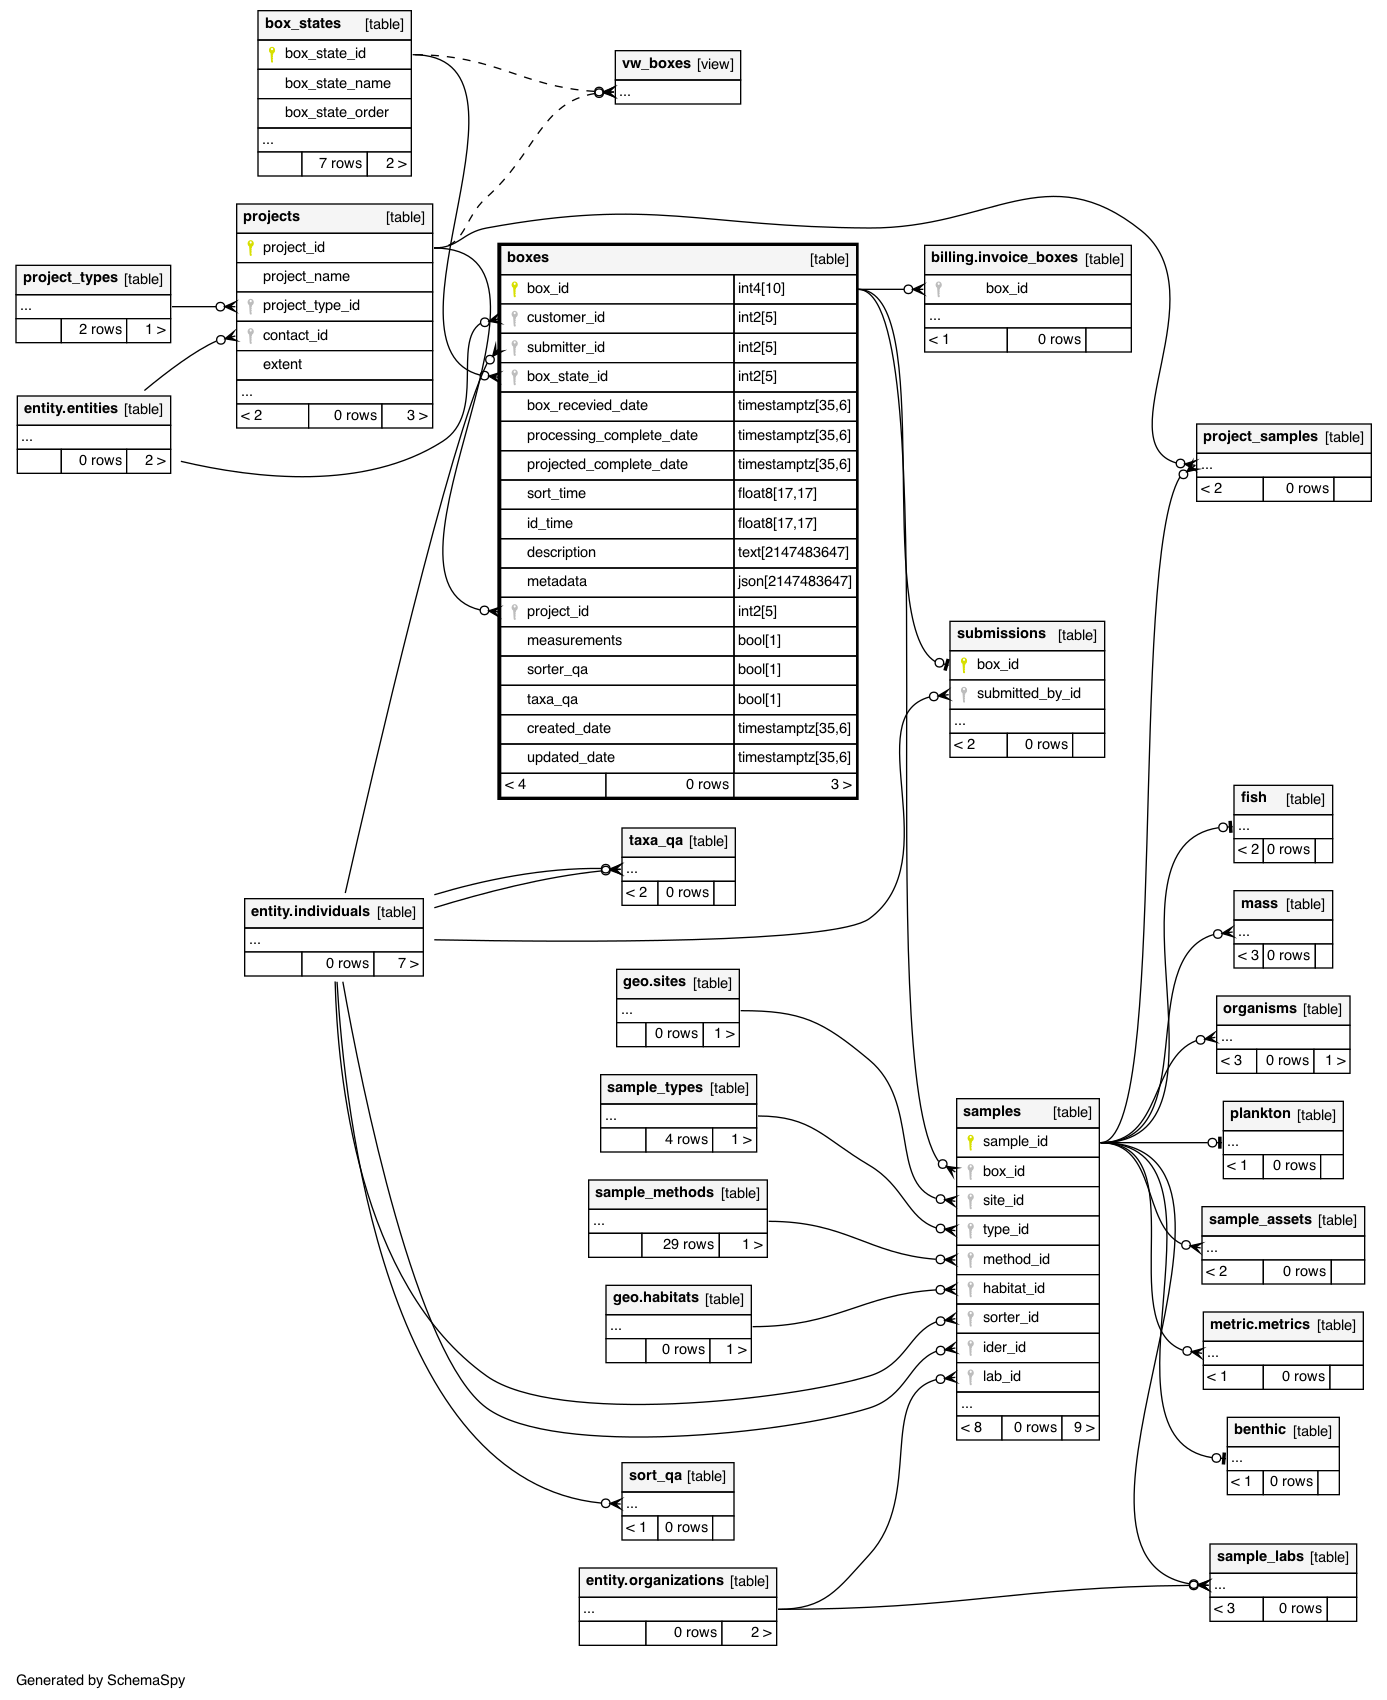 box_states [table]
box_state_id
box_state_name
box_state_order
...
7 rows 2 >
vw_boxes [view]
...
projects [table]
project_id
project_name
project_type_id
contact_id
extent
...
< 2 0 rows 3 >
project_types [table]
...
2 rows 1 >
entity.entities [table]
...
0 rows 2 >
boxes [table]
box_id int4[10]
customer_id int2[5]
submitter_id int2[5]
box_state_id int2[5]
box_recevied_date timestamptz[35,6]
processing_complete_date timestamptz[35,6]
projected_complete_date timestamptz[35,6]
sort_time float8[17,17]
id_time float8[17,17]
description text[2147483647]
metadata json[2147483647]
project_id int2[5]
measurements bool[1]
sorter_qa bool[1]
taxa_qa bool[1]
created_date timestamptz[35,6]
updated_date timestamptz[35,6]
< 4 0 rows 3 >
billing.invoice_boxes [table]
box_id
...
< 1 0 rows
project_samples [table]
...
< 2 0 rows
submissions [table]
box_id
submitted_by_id
...
< 2 0 rows
fish [table]
...
< 2 0 rows
taxa_qa [table]
...
< 2 0 rows
entity.individuals [table]
...
0 rows 7 >
mass [table]
...
< 3 0 rows
geo.sites [table]
...
0 rows 1 >
organisms [table]
...
< 3 0 rows 1 >
sample_types [table]
...
4 rows 1 >
samples [table]
sample_id
box_id
site_id
type_id
method_id
habitat_id
sorter_id
ider_id
lab_id
...
< 8 0 rows 9 >
plankton [table]
...
< 1 0 rows
sample_methods [table]
...
29 rows 1 >
sample_assets [table]
...
< 2 0 rows
geo.habitats [table]
...
0 rows 1 >
metric.metrics [table]
...
< 1 0 rows
benthic [table]
...
< 1 0 rows
sort_qa [table]
...
< 1 0 rows
sample_labs [table]
...
< 3 0 rows
entity.organizations [table]
...
0 rows 2 >
Generated by SchemaSpy